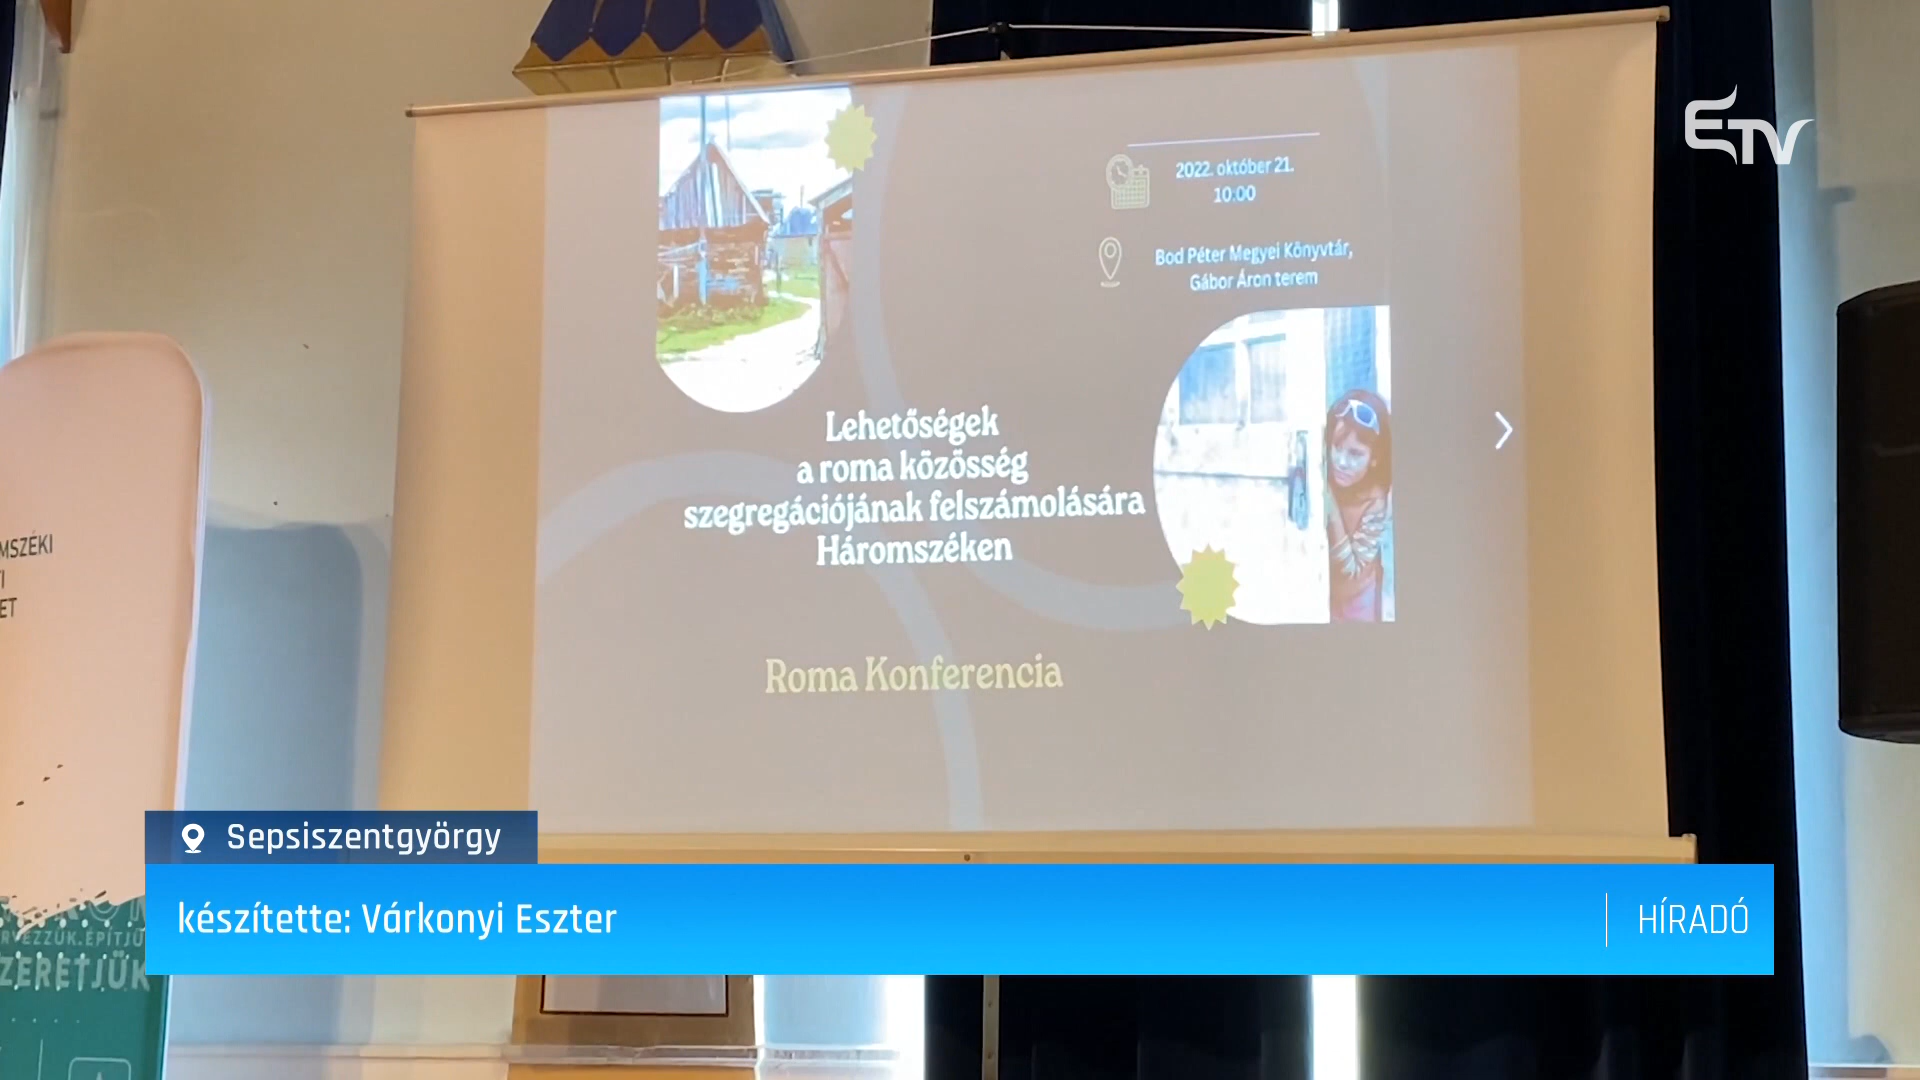 ETV
2022. október 21.
10:00
Bod Péter Megyei Könyvtár,
Gábor Áron terem
Lehetőségek
a roma közösség
szegregációjának felszámolására
Háromszéken
Roma Konferencia
MSZÉKI
ET
ZERETJÜK
Sepsiszentgyörgy
készítette: Várkonyi Eszter
HÍRADÓ